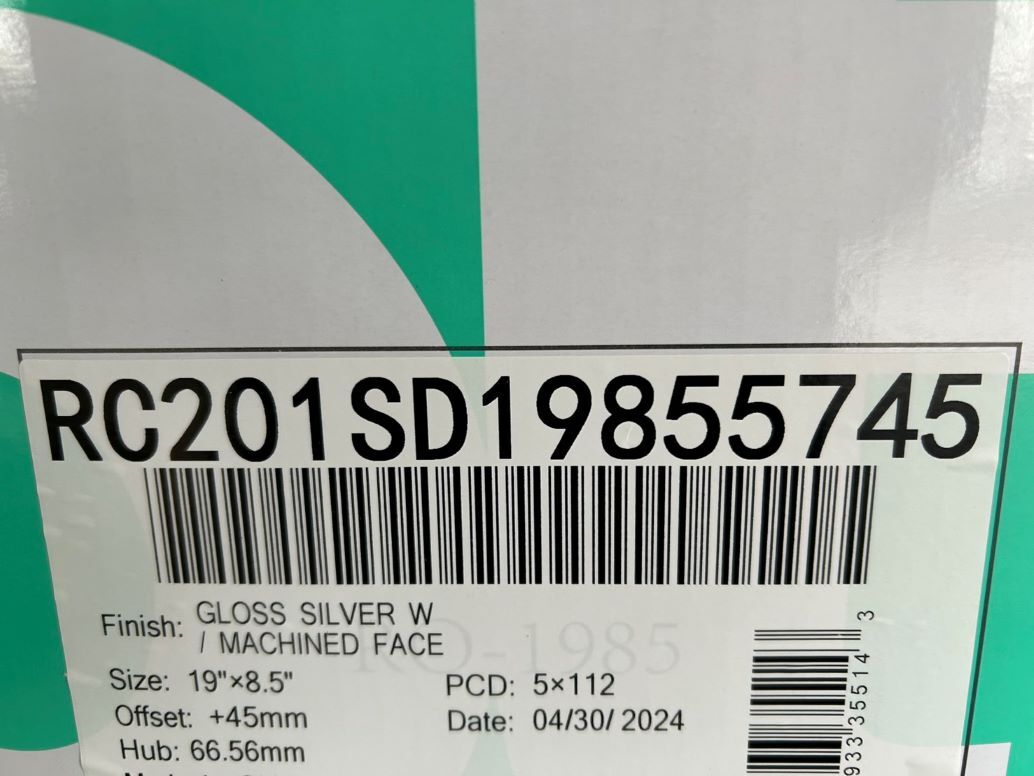 RC201SD19855745
Finish: GLOSS SILVER W
/ MACHINED FACE
RO-1985
Size: 19"×8.5"
PCD: 5×112
Offset: +45mm
Date: 04/30/ 2024
Hub: 66.56mm
933 35514 3